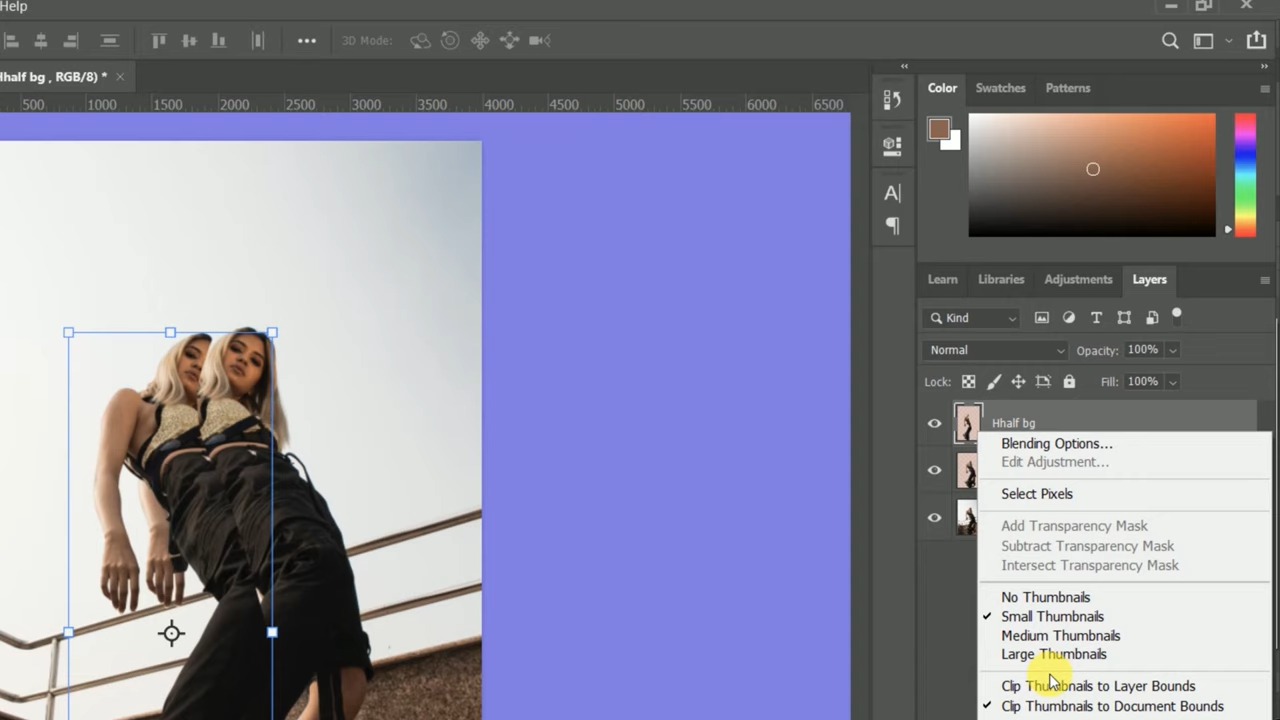 Help
3D Mode:
Hhalf bg , RGB/8) *
500 1000 1500 2000 2500 3000 3500 4000 4500 5000 5500 6000 6500
Color Swatches Patterns
Learn Libraries Adjustments Layers
Kind
Normal Opacity: 100%
Lock: Fill: 100%
Hhalf bg
Blending Options...
Edit Adjustment...
Select Pixels
Add Transparency Mask
Subtract Transparency Mask
Intersect Transparency Mask
No Thumbnails
Small Thumbnails
Medium Thumbnails
Large Thumbnails
Clip Thumbnails to Layer Bounds
Clip Thumbnails to Document Bounds